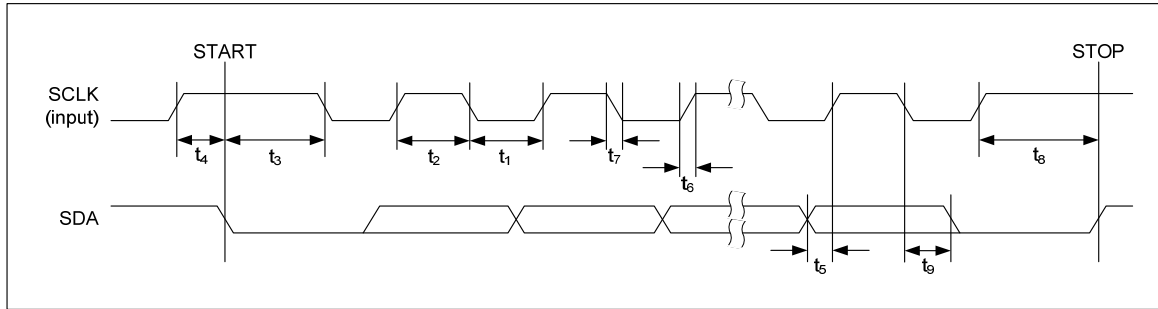 START STOP
SCLK
(input)
t₄ t₃ t₂ t₁ t₇ t₈
t₆
SDA
t₅ t₉